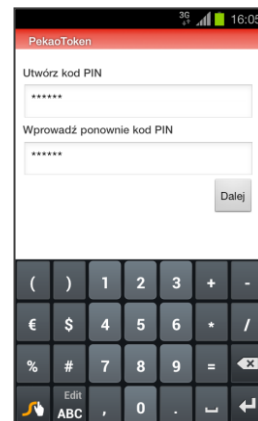 3G 16:05
PekaoToken
Utwórz kod PIN
******
Wprowadź ponownie kod PIN
******
Dalej
( ) 1 2 3 + -
€ $ 4 5 6 * /
% # 7 8 9 =
Edit
ABC , 0 .